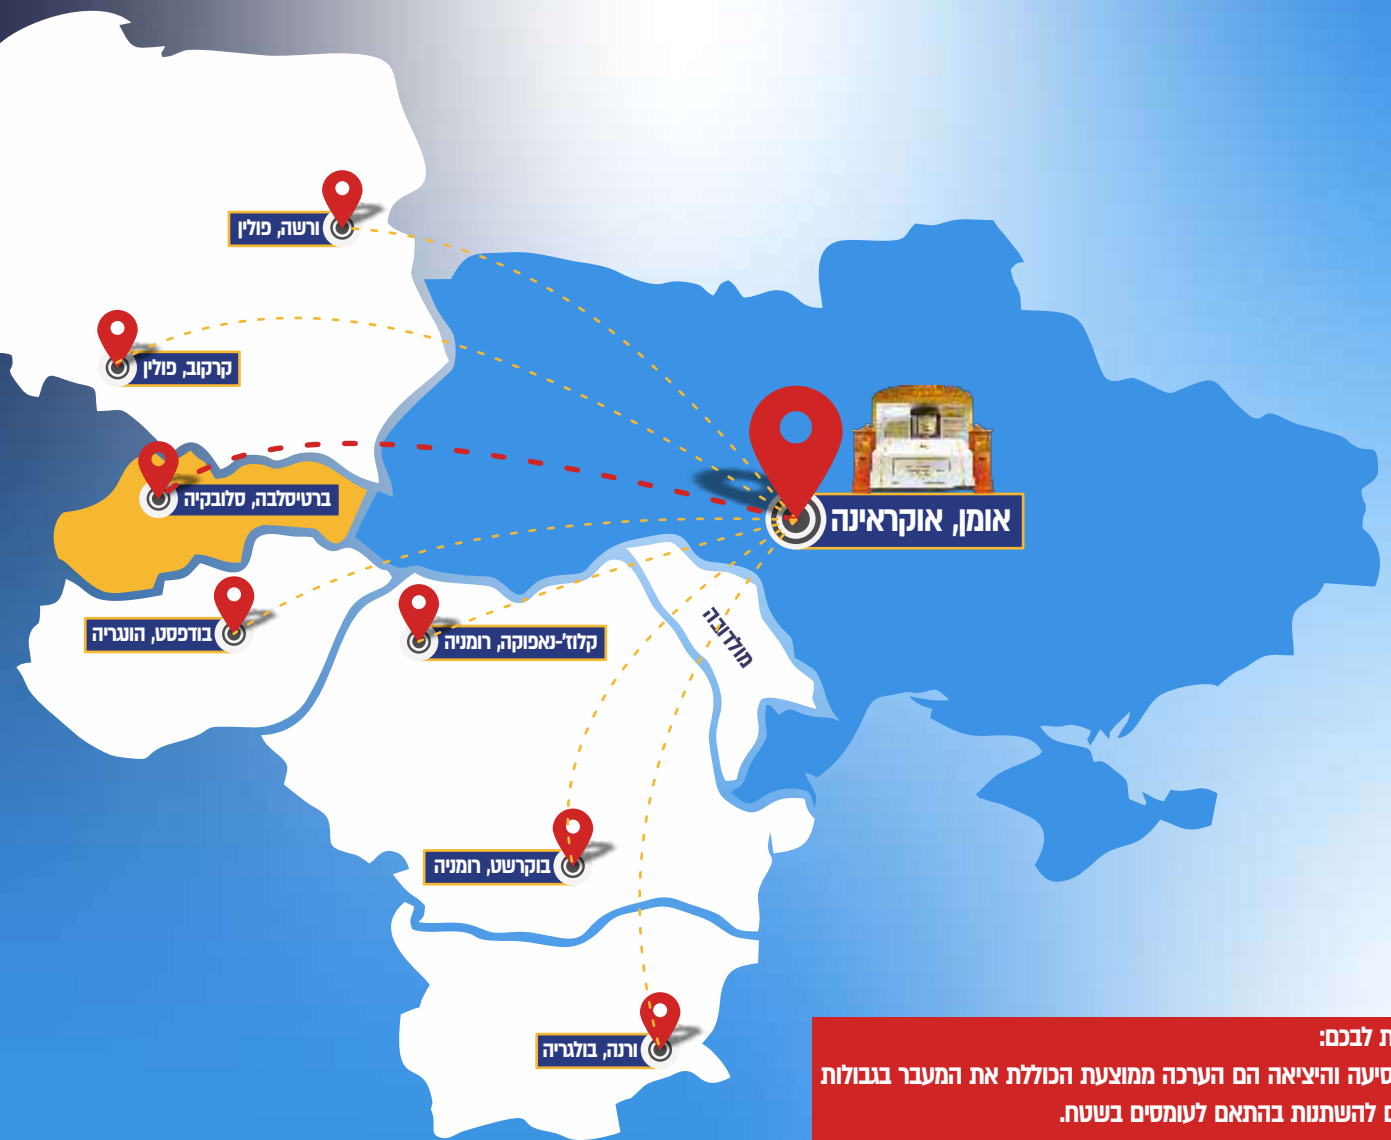 ורשה, פולין
קרקוב, פולין
ברטיסלבה, סלובקיה
אומן, אוקראינה
בודפסט, הונגריה
קלוז'-נאפוקה, רומניה
מולדובה
בוקרשט, רומניה
ורנה, בולגריה
לבכם:
והיציאה הם הערכה ממוצעת הכוללת את המעבר בגבולות
להשתנות בהתאם לעומסים בשטח.